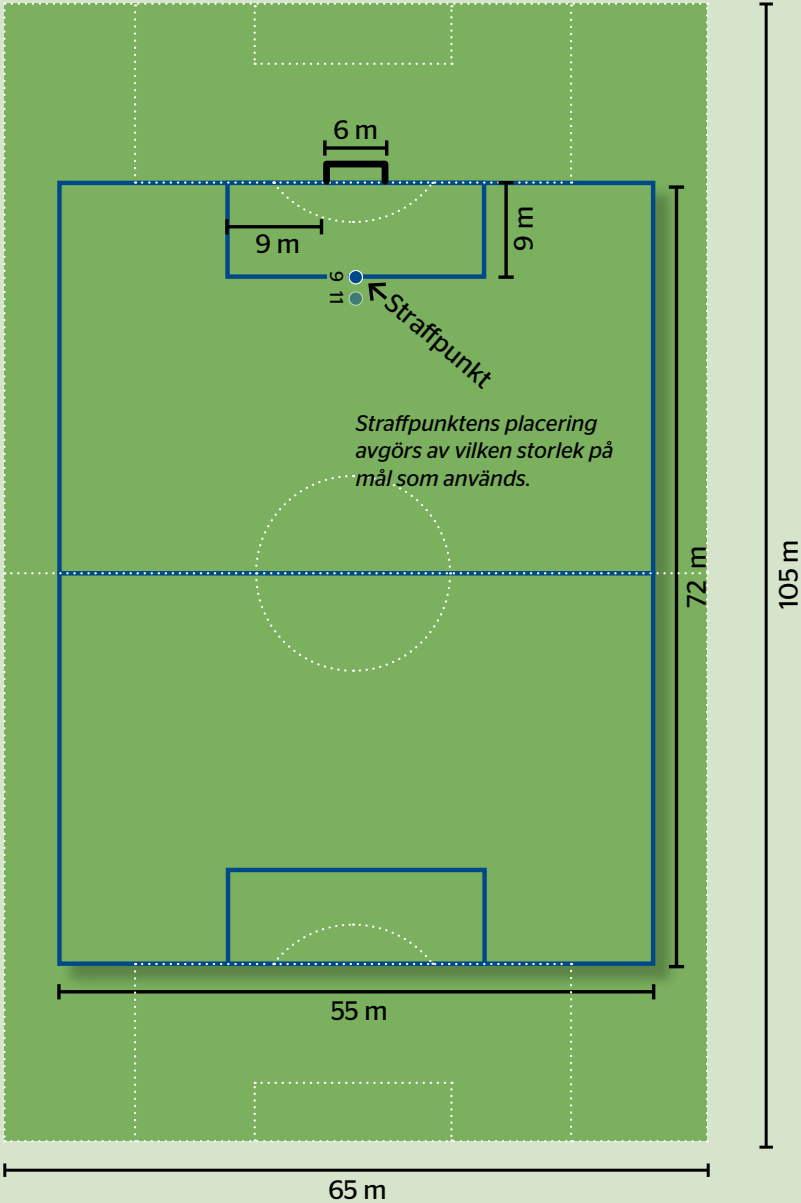 6 m
9 m
9 m
9
11
Straffpunkt
Straffpunktens placering
avgörs av vilken storlek på
mål som används.
72 m
105 m
55 m
65 m